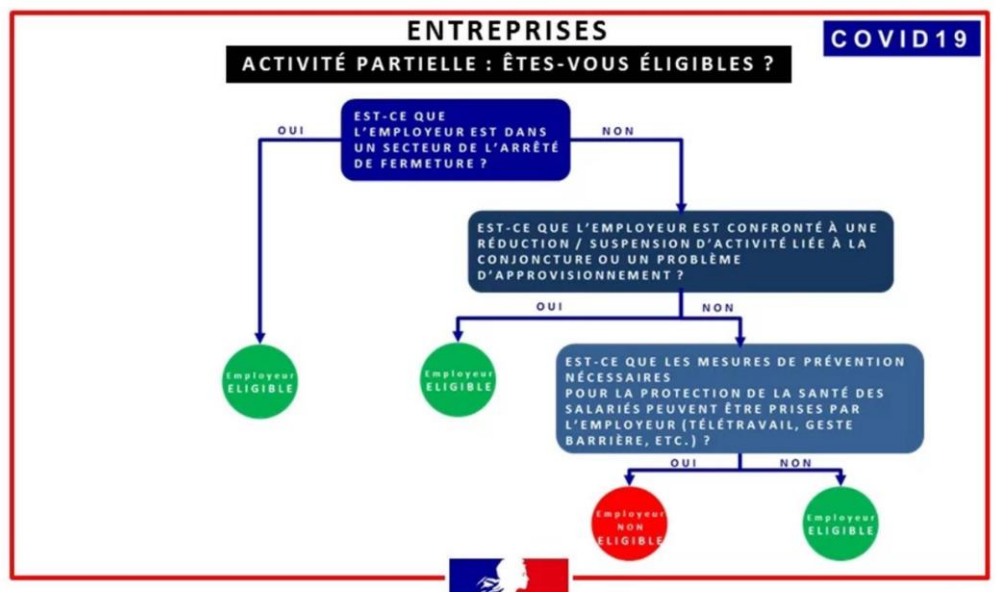 ENTREPRISES
COVID19
ACTIVITÉ PARTIELLE : ÊTES-VOUS ÉLIGIBLES ?
EST-CE QUE
L'EMPLOYEUR EST DANS
UN SECTEUR DE L'ARRÊTÉ
DE FERMETURE ?
OUI
NON
EST-CE QUE L'EMPLOYEUR EST CONFRONTÉ À UNE
RÉDUCTION / SUSPENSION D'ACTIVITÉ LIÉE À LA
CONJONCTURE OU UN PROBLÈME
D'APPROVISIONNEMENT ?
OUI
NON
Employeur
ELIGIBLE
Employeur
ELIGIBLE
EST-CE QUE LES MESURES DE PRÉVENTION
NÉCESSAIRES
POUR LA PROTECTION DE LA SANTÉ DES
SALARIÉS PEUVENT ÊTRE PRISES PAR
L'EMPLOYEUR (TÉLÉTRAVAIL, GESTE
BARRIÈRE, ETC.) ?
OUI
NON
Employeur
NON
ELIGIBLE
Employeur
ELIGIBLE